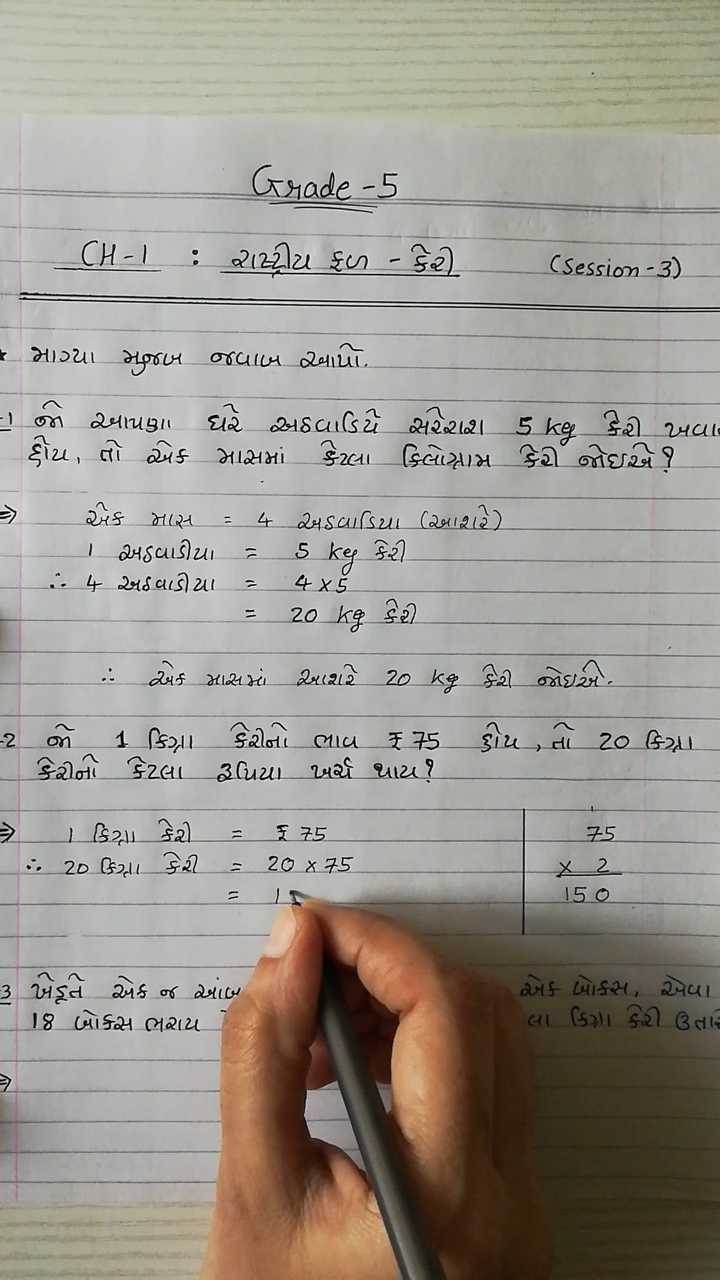 Grade - 5
CH-1 : રાષ્ટ્રીય ફળ - કેરી (Session-3)
* માગ્યા મુજબ જવાબ આપો.
-1 જો આપણા ઘરે અઠવાડિયે સરેરાશ 5 kg કેરી ખવાતી
હોય, તો એક માસમાં કેટલા કિલોગ્રામ કેરી જોઇએ?
⇒ એક માસ = 4 અઠવાડિયા (આશરે)
1 અઠવાડીયા = 5 kg કેરી
∴ 4 અઠવાડીયા = 4 x 5
= 20 kg કેરી
∴ એક માસમાં આશરે 20 kg કેરી જોઇએ.
-2 જો 1 કિગ્રા કેરીનો ભાવ ₹ 75 હોય, તો 20 કિગ્રા
કેરીનો કેટલા રૂપિયા ખર્ચ થાય?
⇒ 1 કિગ્રા કેરી = ₹ 75
∴ 20 કિગ્રા કેરી = 20 x 75
= 1
75
x 2
150
-3 ખેડૂતે એક જ એક બોક્સ, એવા
18 બોક્સ ભરાય કિગ્રા કેરી
⇒